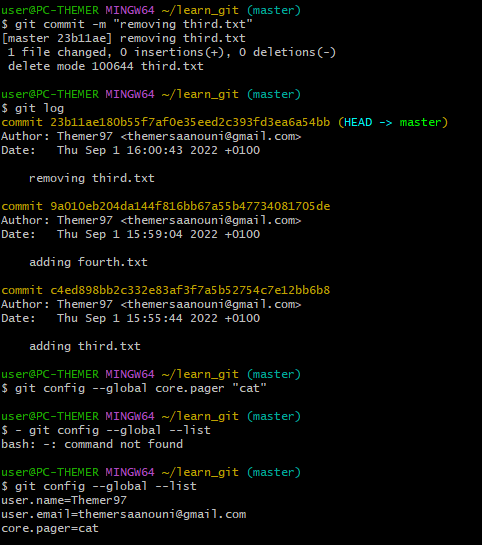 user@PC-THEMER MINGW64 ~/learn_git (master)
$ git commit -m "removing third.txt"
[master 23b11ae] removing third.txt
 1 file changed, 0 insertions(+), 0 deletions(-)
 delete mode 100644 third.txt

user@PC-THEMER MINGW64 ~/learn_git (master)
$ git log
commit 23b11ae180b55f7af0e35eed2c393fd3ea6a54bb (HEAD -> master)
Author: Themer97 <themersaanouni@gmail.com>
Date:   Thu Sep 1 16:00:43 2022 +0100

    removing third.txt

commit 9a010eb204da144f816bb67a55b47734081705de
Author: Themer97 <themersaanouni@gmail.com>
Date:   Thu Sep 1 15:59:04 2022 +0100

    adding fourth.txt

commit c4ed898bb2c332e83af3f7a5b52754c7e12bb6b8
Author: Themer97 <themersaanouni@gmail.com>
Date:   Thu Sep 1 15:55:44 2022 +0100

    adding third.txt

user@PC-THEMER MINGW64 ~/learn_git (master)
$ git config --global core.pager "cat"

user@PC-THEMER MINGW64 ~/learn_git (master)
$ - git config --global --list
bash: -: command not found

user@PC-THEMER MINGW64 ~/learn_git (master)
$ git config --global --list
user.name=Themer97
user.email=themersaanouni@gmail.com
core.pager=cat